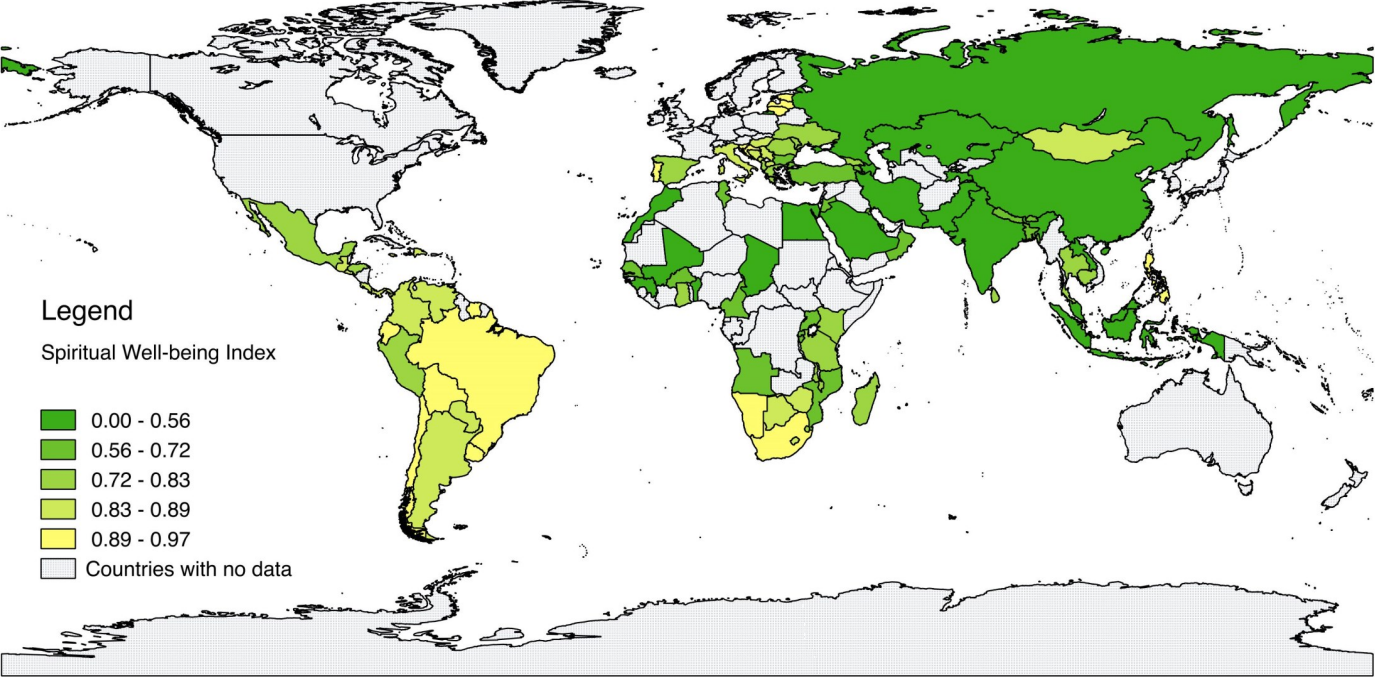 Legend
Spiritual Well-being Index
0.00 - 0.56
0.56 - 0.72
0.72 - 0.83
0.83 - 0.89
0.89 - 0.97
Countries with no data